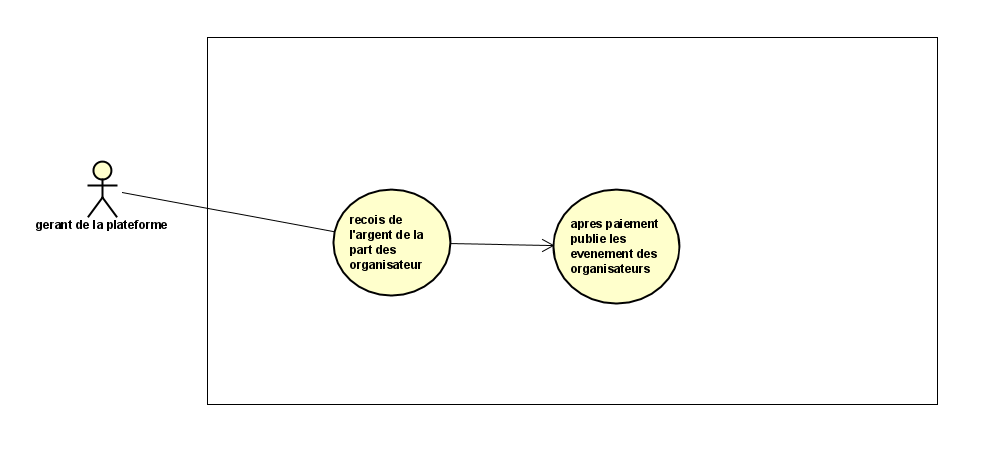 gerant de la plateforme
recois de
l'argent de la
part des
organisateur
apres paiement
publie les
evenement des
organisateurs